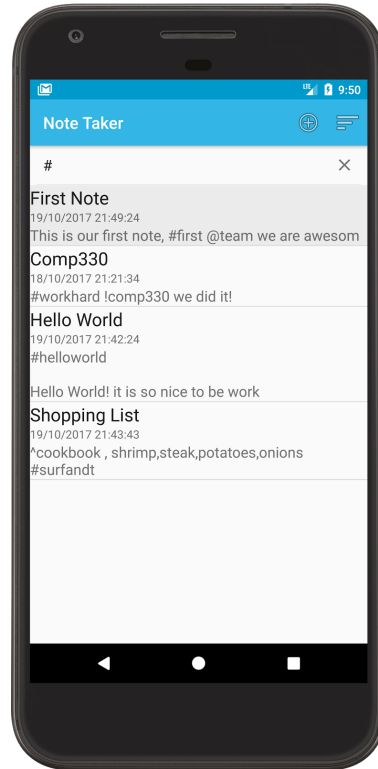 LTE 9:50
Note Taker
#
First Note
19/10/2017 21:49:24
This is our first note, #first @team we are awesom
Comp330
18/10/2017 21:21:34
#workhard !comp330 we did it!
Hello World
19/10/2017 21:42:24
#helloworld
Hello World! it is so nice to be work
Shopping List
19/10/2017 21:43:43
^cookbook , shrimp,steak,potatoes,onions
#surfandt